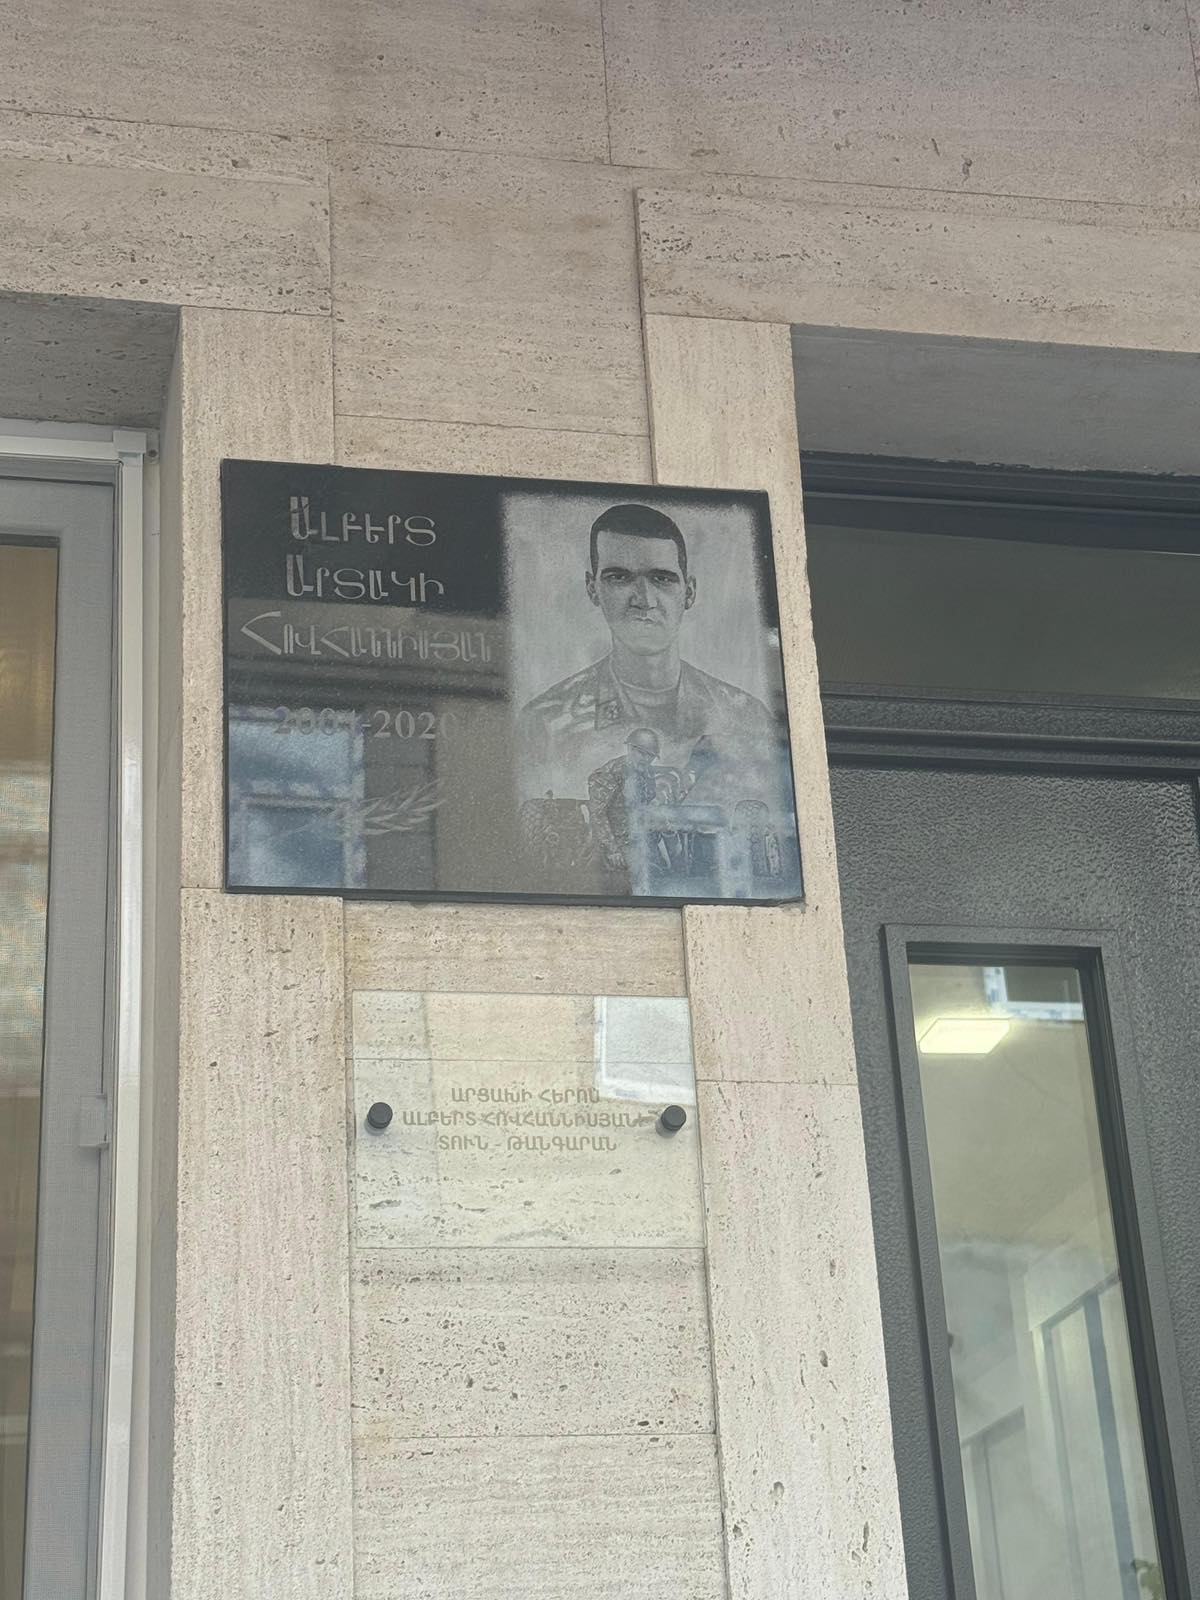 ԱԼԲԵՐՏ
ԱՐՏԱԿԻ
ՀՈՎՀԱՆՆԻՍՅԱՆ
2001-2020
ԱՐՑԱԽԻ ՀԵՐՈՍ
ԱԼԲԵՐՏ ՀՈՎՀԱՆՆԻՍՅԱՆԻ
ՏՈՒՆ - ԹԱՆԳԱՐԱՆ